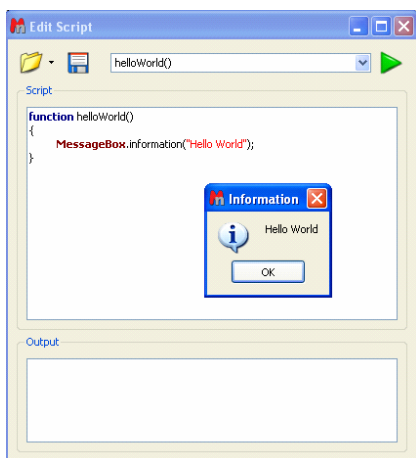 Edit Script
helloWorld()
Script
function helloWorld()
{
MessageBox.information("Hello World");
}
Information
Hello World
OK
Output